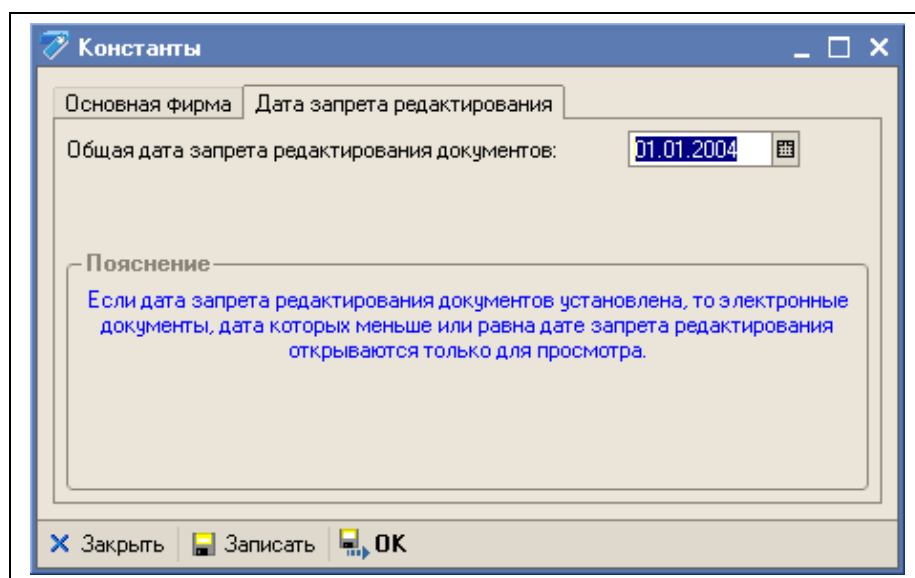 Константы
Основная фирма Дата запрета редактирования
Общая дата запрета редактирования документов: 01.01.2004
Пояснение
Если дата запрета редактирования документов установлена, то электронные
документы, дата которых меньше или равна дате запрета редактирования
открываются только для просмотра.
Закрыть Записать OK